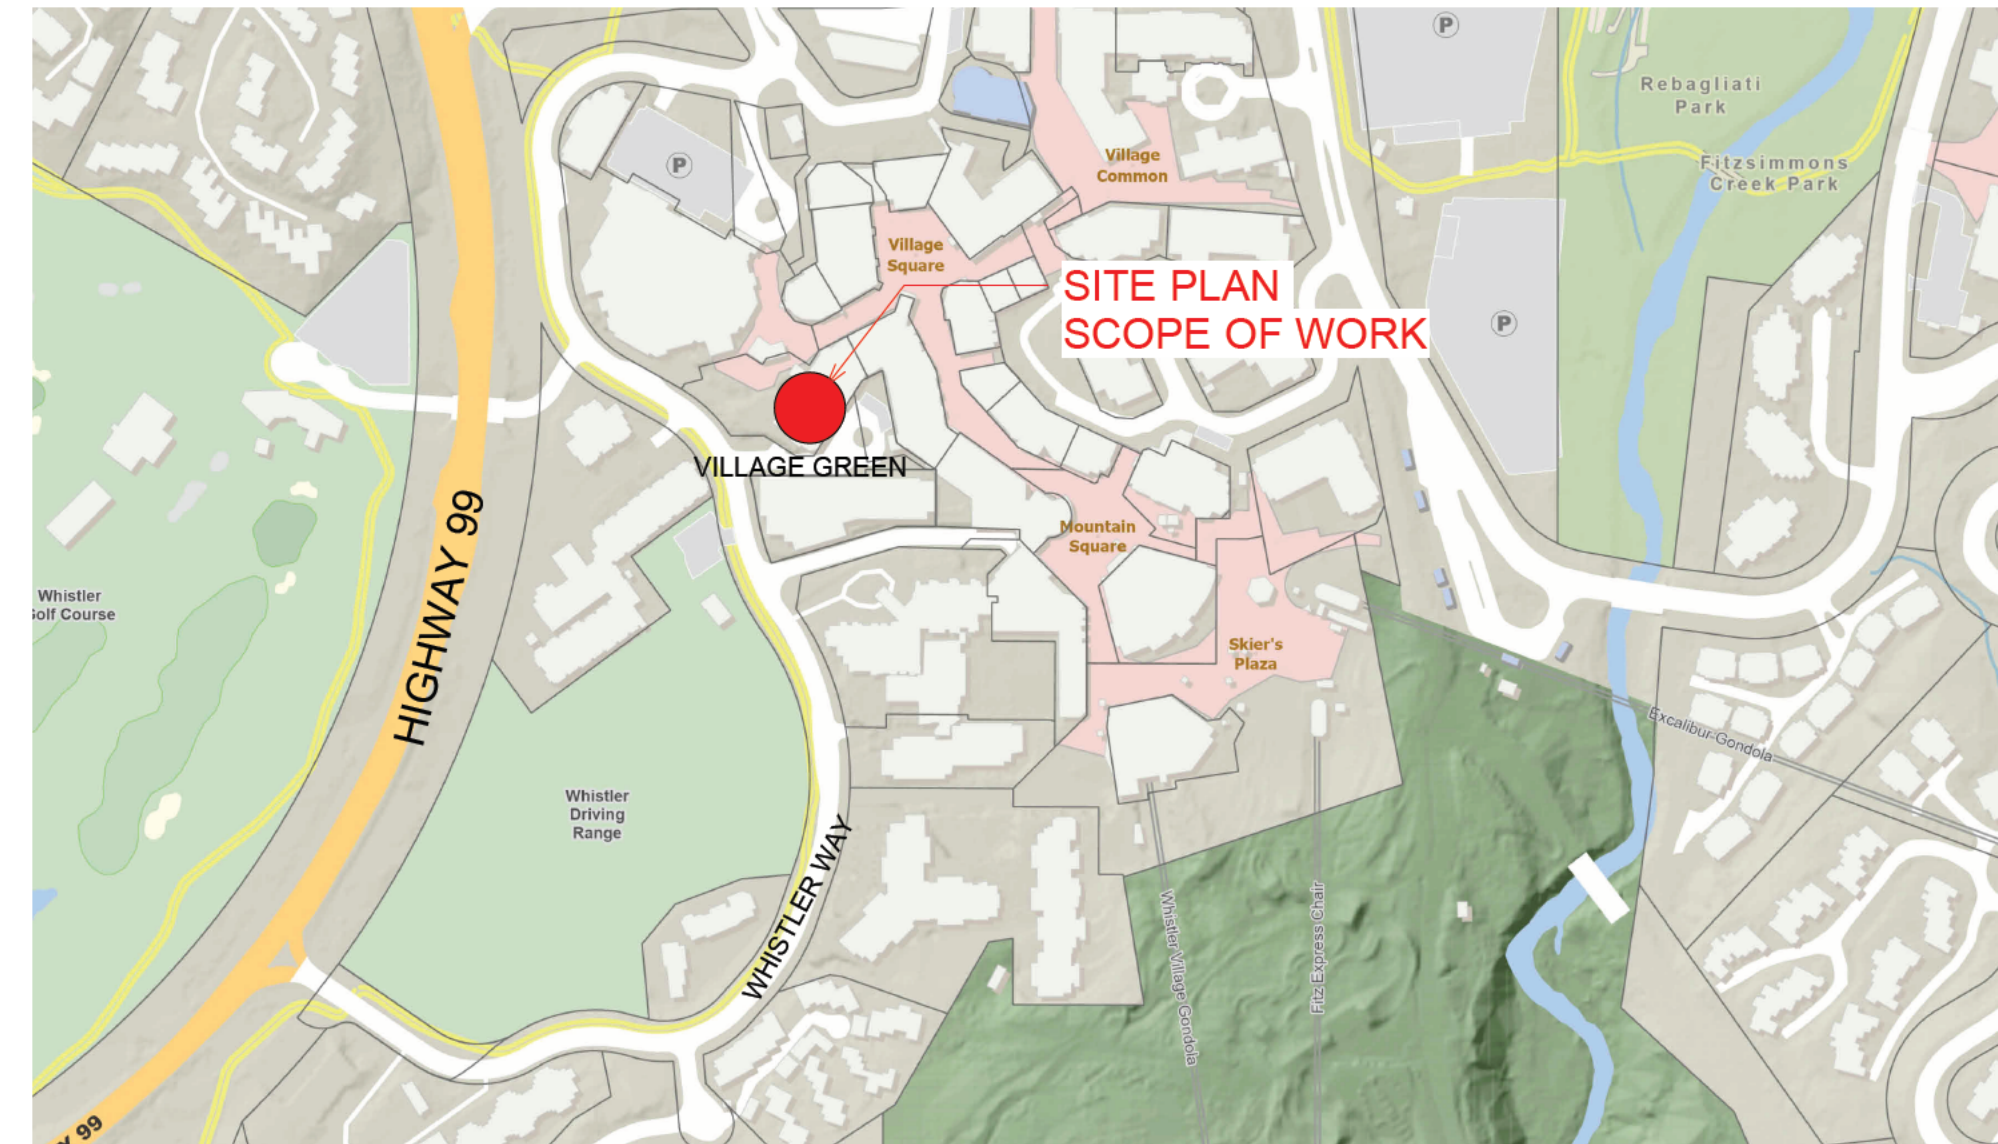 P
Rebagliati
Park
Village
Common
P
Fitzsimmons
Creek Park
Village
Square
SITE PLAN
SCOPE OF WORK
P
VILLAGE GREEN
Mountain
Square
HIGHWAY 99
Whistler
Golf Course
Skier's
Plaza
Excalibur Gondola
Whistler
Driving
Range
WHISTLER WAY
Whistler Village Gondola
Fitz Express Chair
Y 99